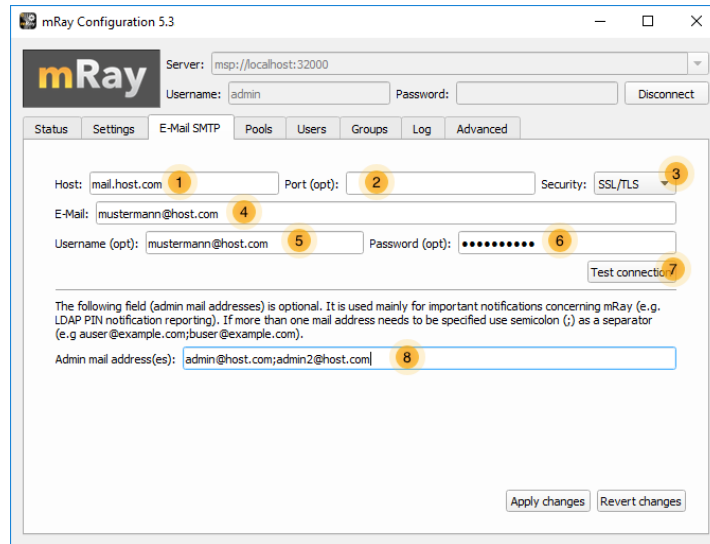 mRay Configuration 5.3
mRay
Server: msp://localhost:32000
Username: admin Password: Disconnect
Status Settings E-Mail SMTP Pools Users Groups Log Advanced
Host: mail.host.com 1 Port (opt): 2 Security: SSL/TLS 3
E-Mail: mustermann@host.com 4
Username (opt): mustermann@host.com 5 Password (opt): ●●●●●●●●●● 6
Test connection 7
The following field (admin mail addresses) is optional. It is used mainly for important notifications concerning mRay (e.g.
LDAP PIN notification reporting). If more than one mail address needs to be specified use semicolon (;) as a separator
(e.g auser@example.com;buser@example.com).
Admin mail address(es): admin@host.com;admin2@host.com 8
Apply changes Revert changes